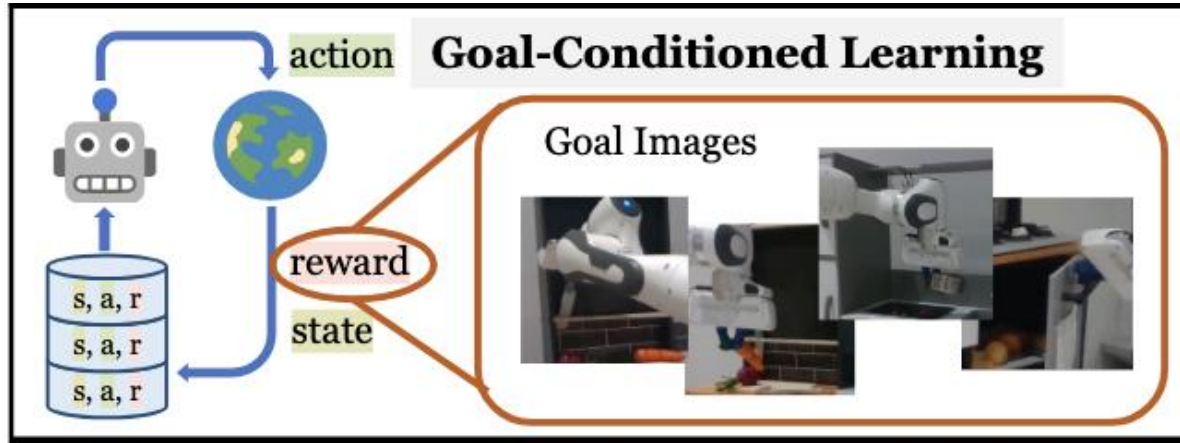 action
Goal-Conditioned Learning
Goal Images
reward
state
s, a, r
s, a, r
s, a, r